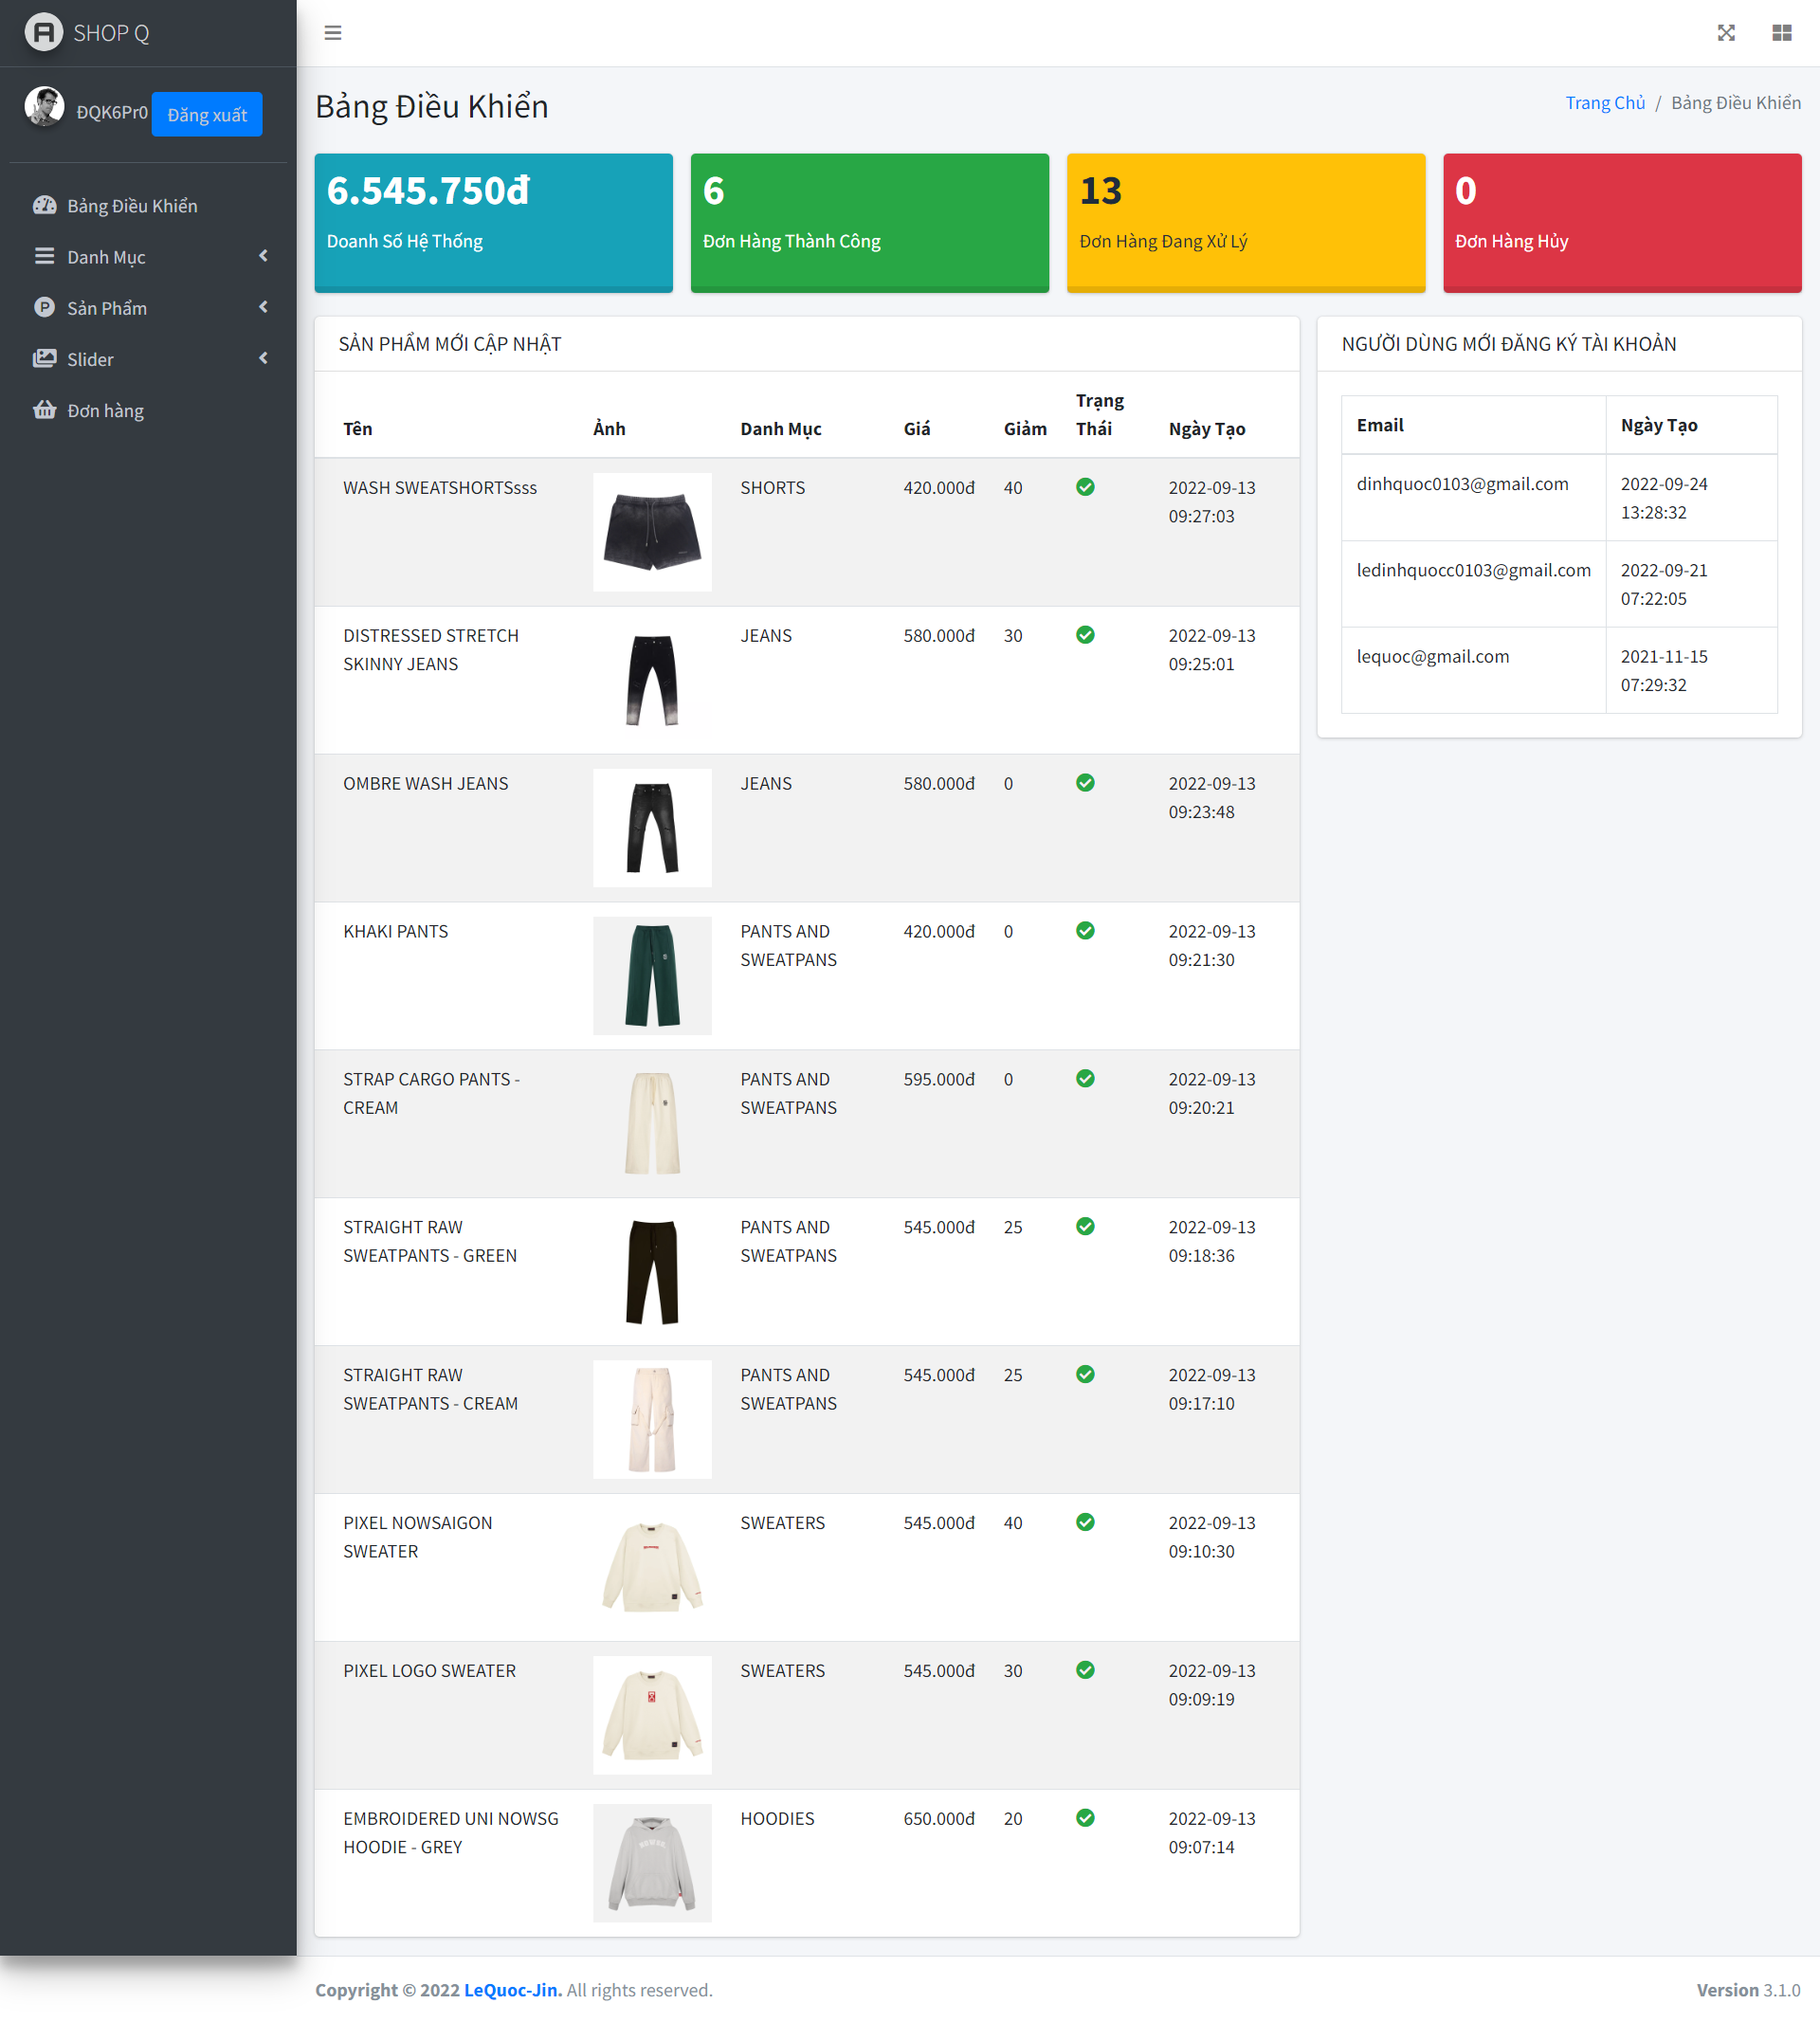 SHOP Q
ĐQK6Pr0 Đăng xuất
Bảng Điều Khiển
Danh Mục
Sản Phẩm
Slider
Đơn hàng
Bảng Điều Khiển
Trang Chủ / Bảng Điều Khiển
6.545.750đ
Doanh Số Hệ Thống
6
Đơn Hàng Thành Công
13
Đơn Hàng Đang Xử Lý
0
Đơn Hàng Hủy
SẢN PHẨM MỚI CẬP NHẬT
Tên Ảnh Danh Mục Giá Giảm Trạng Thái Ngày Tạo
WASH SWEATSHORTSsss SHORTS 420.000đ 40 2022-09-13
09:27:03
DISTRESSED STRETCH JEANS 580.000đ 30 2022-09-13
SKINNY JEANS 09:25:01
OMBRE WASH JEANS JEANS 580.000đ 0 2022-09-13
09:23:48
KHAKI PANTS PANTS AND 420.000đ 0 2022-09-13
SWEATPANS 09:21:30
STRAP CARGO PANTS - PANTS AND 595.000đ 0 2022-09-13
CREAM SWEATPANS 09:20:21
STRAIGHT RAW PANTS AND 545.000đ 25 2022-09-13
SWEATPANTS - GREEN SWEATPANS 09:18:36
STRAIGHT RAW PANTS AND 545.000đ 25 2022-09-13
SWEATPANTS - CREAM SWEATPANS 09:17:10
PIXEL NOWSAIGON SWEATERS 545.000đ 40 2022-09-13
SWEATER 09:10:30
PIXEL LOGO SWEATER SWEATERS 545.000đ 30 2022-09-13
09:09:19
EMBROIDERED UNI NOWSG HOODIES 650.000đ 20 2022-09-13
HOODIE - GREY 09:07:14
NGƯỜI DÙNG MỚI ĐĂNG KÝ TÀI KHOẢN
Email Ngày Tạo
dinhquoc0103@gmail.com 2022-09-24
13:28:32
ledinhquocc0103@gmail.com 2022-09-21
07:22:05
lequoc@gmail.com 2021-11-15
07:29:32
Copyright © 2022 LeQuoc-Jin. All rights reserved.
Version 3.1.0